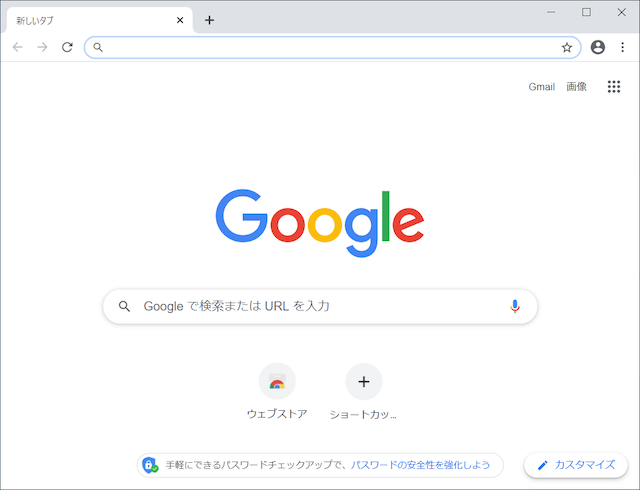 新しいタブ
Gmail 画像
Google
Google で検索または URL を入力
ウェブストア ショートカッ...
手軽にできるパスワードチェックアップで、パスワードの安全性を強化しよう
カスタマイズ